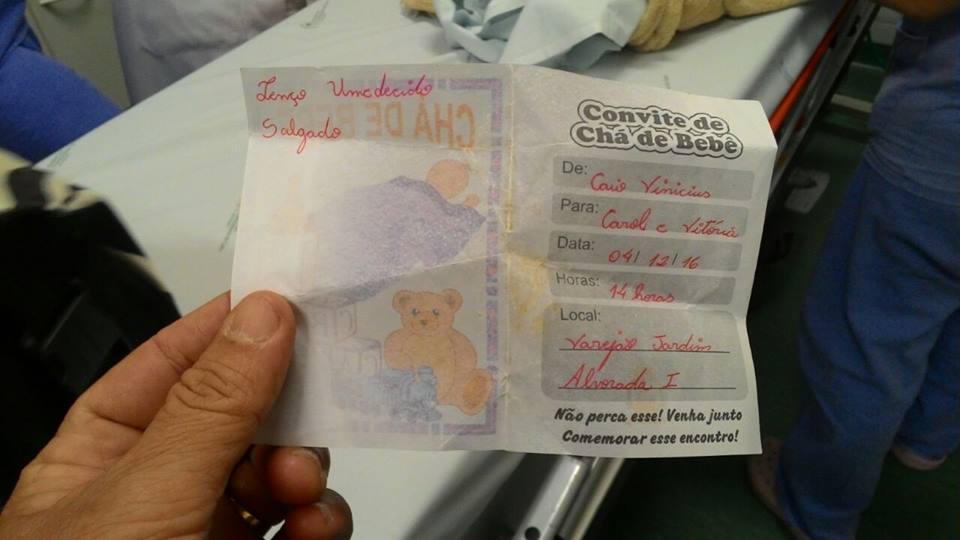 Lenço Umedecido
Salgado
CHÁ DE BEBÊ
Convite de
Chá de Bebê
De: Caio Vinicius
Para: Carol e Vitória
Data: 04/12/16
Horas: 14 horas
Local:
Varejão Jardim
Alvorada I
Não perca esse! Venha junto
Comemorar esse encontro!